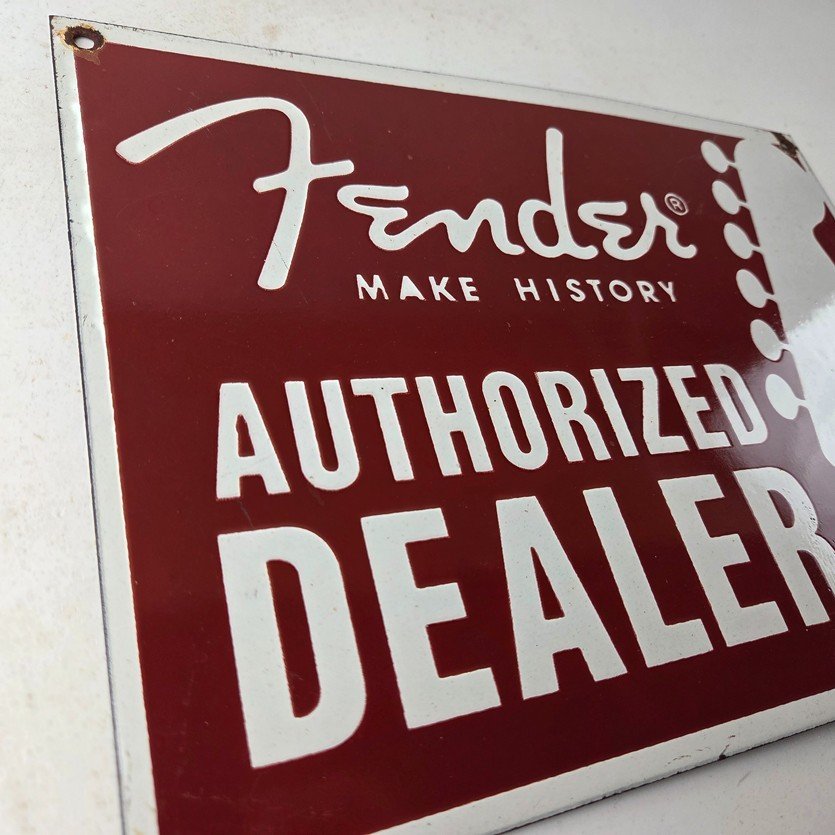 Fender®
MAKE HISTORY
AUTHORIZED
DEALER